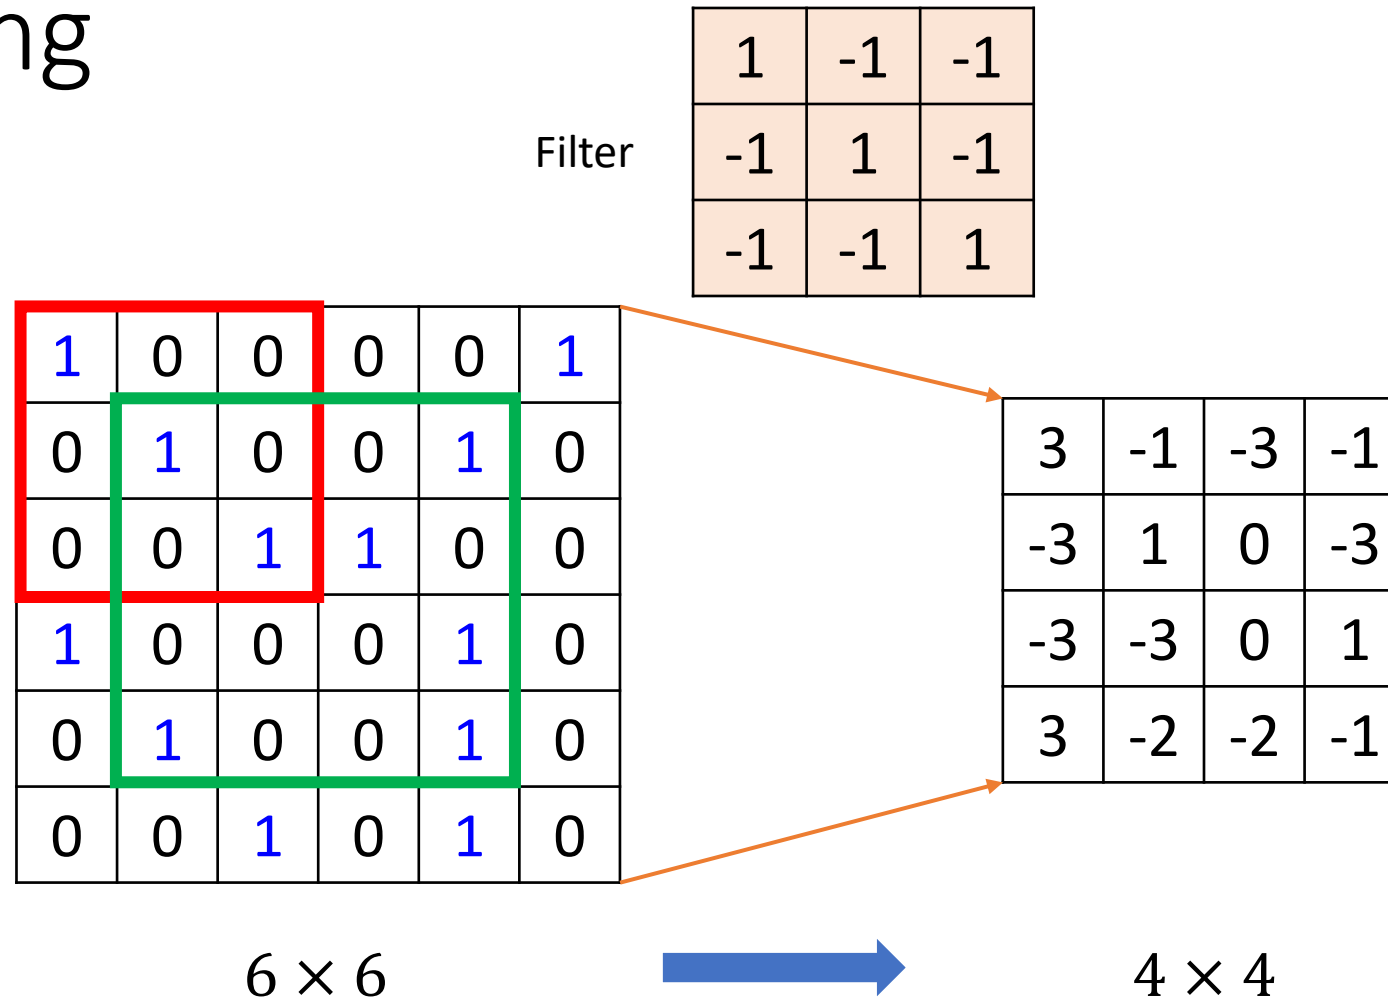 ng
Filter
1 -1 -1
-1 1 -1
-1 -1 1
1 0 0 0 0 1
0 1 0 0 1 0
0 0 1 1 0 0
1 0 0 0 1 0
0 1 0 0 1 0
0 0 1 0 1 0
6 × 6
3 -1 -3 -1
-3 1 0 -3
-3 -3 0 1
3 -2 -2 -1
4 × 4